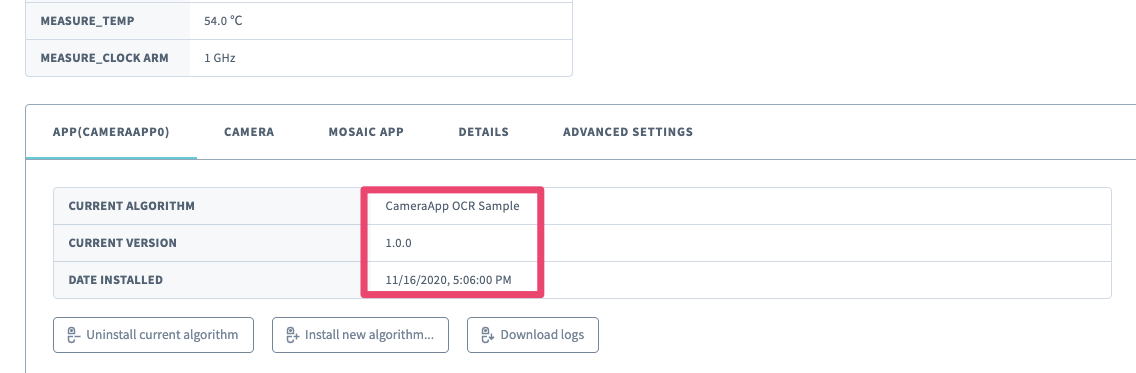 MEASURE_TEMP 54.0 °C
MEASURE_CLOCK ARM 1 GHz
APP(CAMERAAPP0) CAMERA MOSAIC APP DETAILS ADVANCED SETTINGS
CURRENT ALGORITHM CameraApp OCR Sample
CURRENT VERSION 1.0.0
DATE INSTALLED 11/16/2020, 5:06:00 PM
Uninstall current algorithm Install new algorithm... Download logs